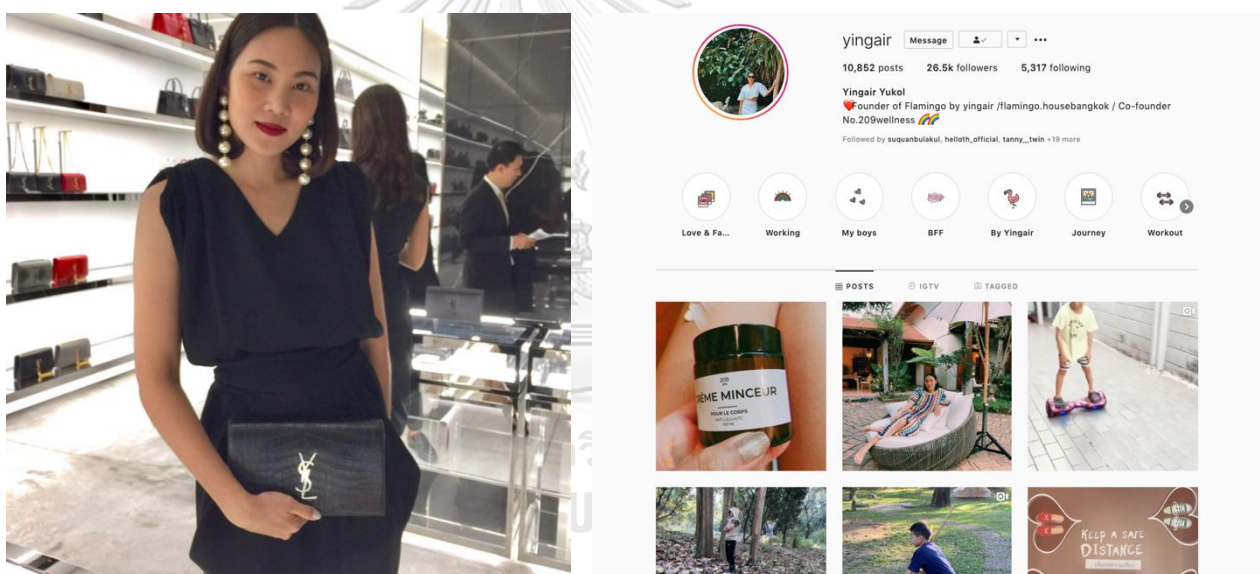 YSL
yingair Message
10,852 posts 26.5k followers 5,317 following
Yingair Yukol
Founder of Flamingo by yingair /flamingo.housebangkok / Co-founder
No.209wellness
Followed by suquanbulakul, helloth_official, tanny__twin +19 more
Love & Fa... Working My boys BFF By Yingair Journey Workout
POSTS IGTV TAGGED
209
CRÈME MINCEUR
POUR LE CORPS
KEEP A SAFE
DISTANCE